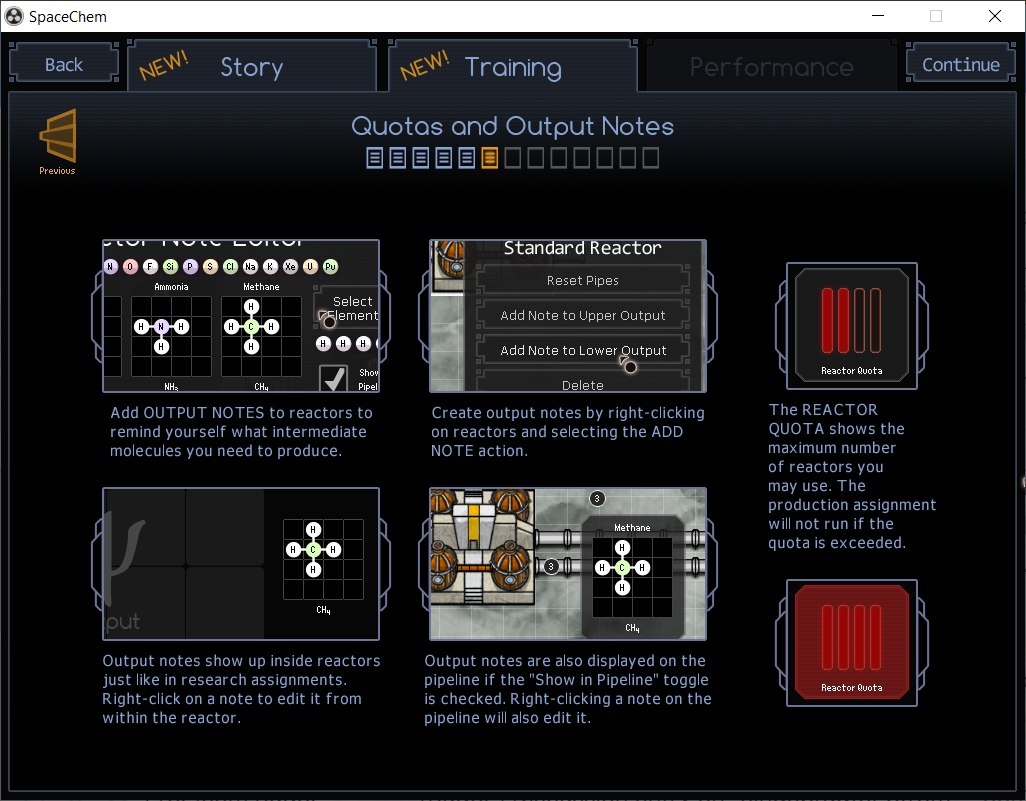 SpaceChem
Back
NEW!
Story
NEW!
Training
Performance
Continue
Previous
Quotas and Output Notes
N O F Si P S Cl Na K Xe U Pu
Ammonia
Methane
H N H
H
NH3
H
H C H
H
CH4
Select
Element
H H H
Show
Add OUTPUT NOTES to reactors to
remind yourself what intermediate
molecules you need to produce.
Standard Reactor
Reset Pipes
Add Note to Upper Output
Add Note to Lower Output
Delete
Create output notes by right-clicking
on reactors and selecting the ADD
NOTE action.
Reactor Quota
The REACTOR
QUOTA shows the
maximum number
of reactors you
may use. The
production assignment
will not run if the
quota is exceeded.
Reactor Quota
put
H
H C H
H
CH4
Output notes show up inside reactors
just like in research assignments.
Right-click on a note to edit it from
within the reactor.
3
3
Methane
H
H C H
H
CH4
Output notes are also displayed on the
pipeline if the "Show in Pipeline" toggle
is checked. Right-clicking a note on the
pipeline will also edit it.